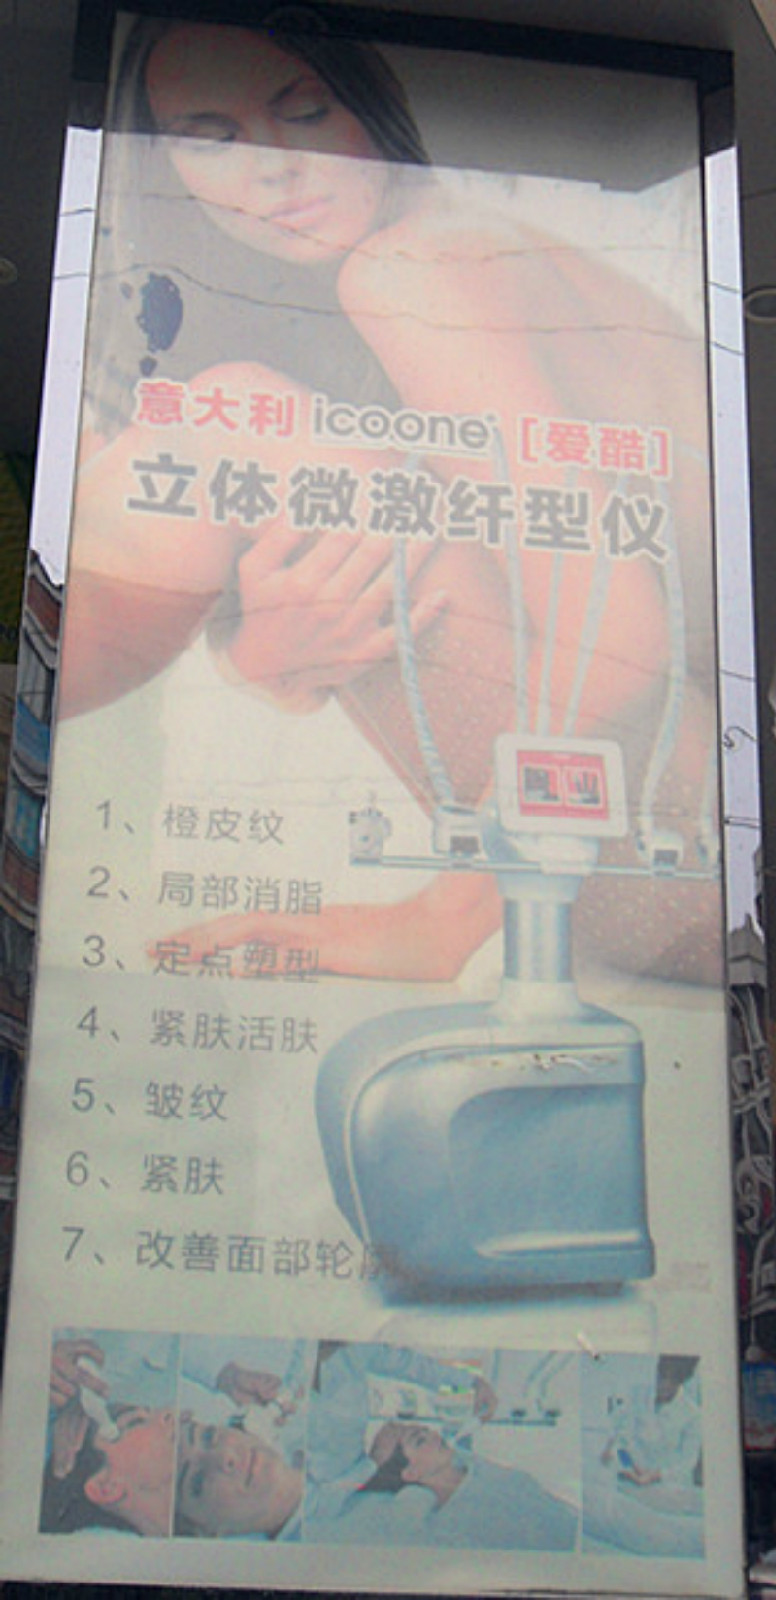 意大利 icoone® [爱酷]
立体微激纤型仪
1、橙皮纹
2、局部消脂
3、定点塑型
4、紧肤活肤
5、皱纹
6、紧肤
7、改善面部轮廓